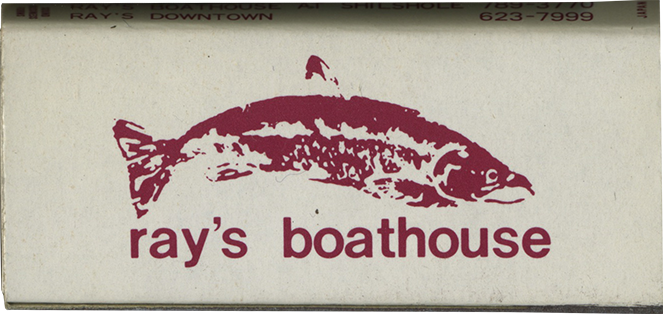 RAY'S BOATHOUSE AT SHILSHOLE 789-3770
RAY'S DOWNTOWN 623-7999
ray's boathouse